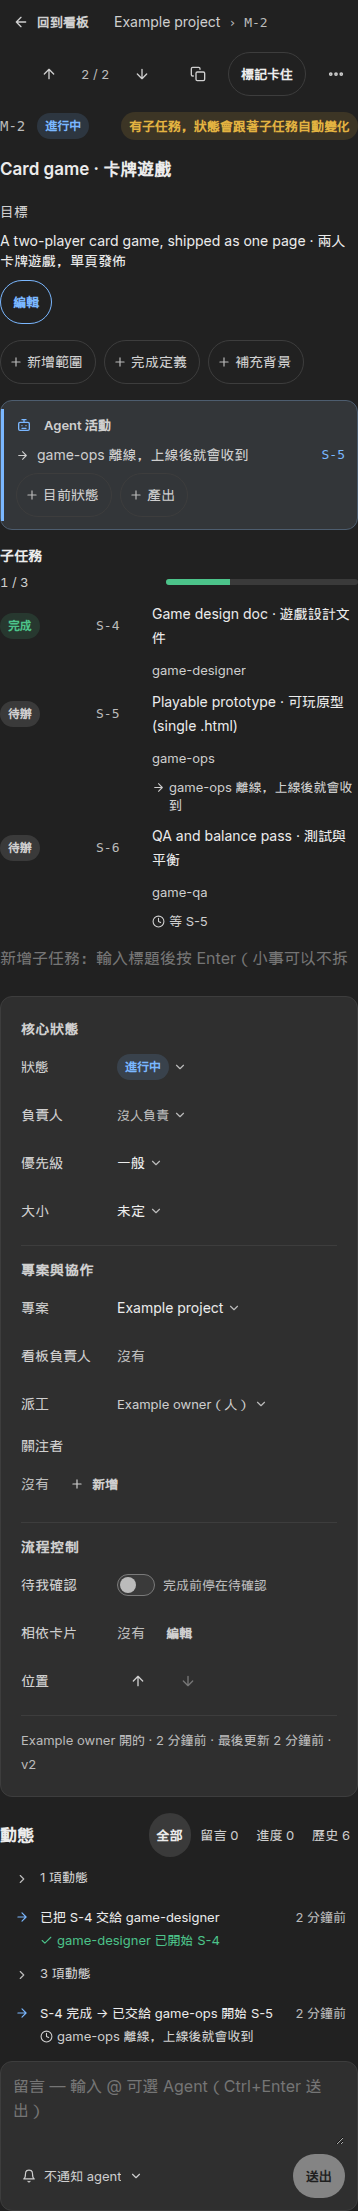 回到看板 Example project › M-2
2 / 2 標記卡住
M-2 進行中 有子任務，狀態會跟著子任務自動變化
Card game · 卡牌遊戲
目標
A two-player card game, shipped as one page · 兩人
卡牌遊戲，單頁發佈
編輯
新增範圍 完成定義 補充背景
Agent 活動
→ game-ops 離線，上線後就會收到 S-5
目前狀態 產出
子任務
1 / 3
完成 S-4 Game design doc · 遊戲設計文
件
game-designer
待辦 S-5 Playable prototype · 可玩原型
(single .html)
game-ops
→ game-ops 離線，上線後就會收
到
待辦 S-6 QA and balance pass · 測試與
平衡
game-qa
等 S-5
新增子任務：輸入標題後按 Enter（小事可以不拆
核心狀態
狀態 進行中
負責人 沒人負責
優先級 一般
大小 未定
專案與協作
專案 Example project
看板負責人 沒有
派工 Example owner（人）
關注者
沒有 + 新增
流程控制
待我確認 完成前停在待確認
相依卡片 沒有 編輯
位置
Example owner 開的 · 2 分鐘前 · 最後更新 2 分鐘前 ·
v2
動態 全部 留言 0 進度 0 歷史 6
1 項動態
→ 已把 S-4 交給 game-designer 2 分鐘前
✓ game-designer 已開始 S-4
3 項動態
→ S-4 完成 → 已交給 game-ops 開始 S-5 2 分鐘前
game-ops 離線，上線後就會收到
留言 — 輸入 @ 可選 Agent（Ctrl+Enter 送
出）
不通知 agent 送出